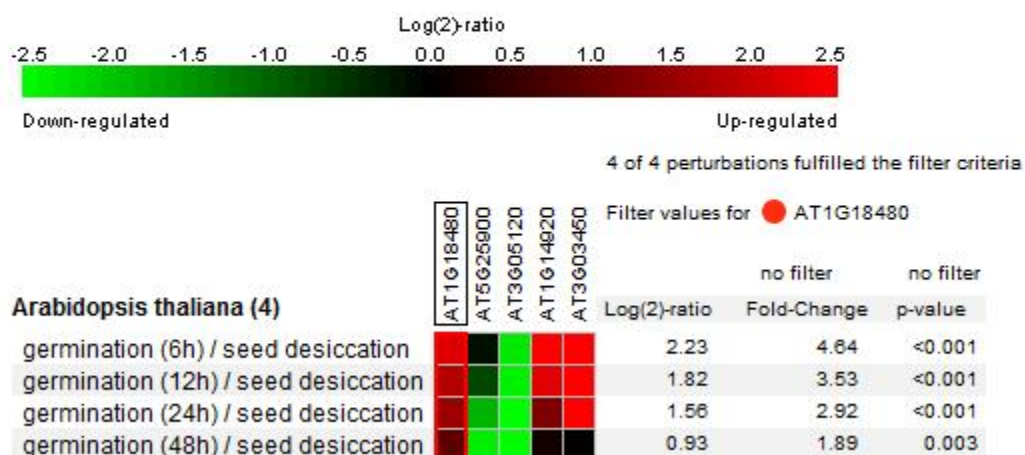 Log(2)-ratio
-2.5 -2.0 -1.5 -1.0 -0.5 0.0 0.5 1.0 1.5 2.0 2.5
Down-regulated Up-regulated
4 of 4 perturbations fulfilled the filter criteria
Filter values for AT1G18480
AT1G18480 AT5G25900 AT3G05120 AT1G14920 AT3G03450
no filter no filter
Arabidopsis thaliana (4) Log(2)-ratio Fold-Change p-value
germination (6h) / seed desiccation 2.23 4.64 <0.001
germination (12h) / seed desiccation 1.82 3.53 <0.001
germination (24h) / seed desiccation 1.56 2.92 <0.001
germination (48h) / seed desiccation 0.93 1.89 0.003